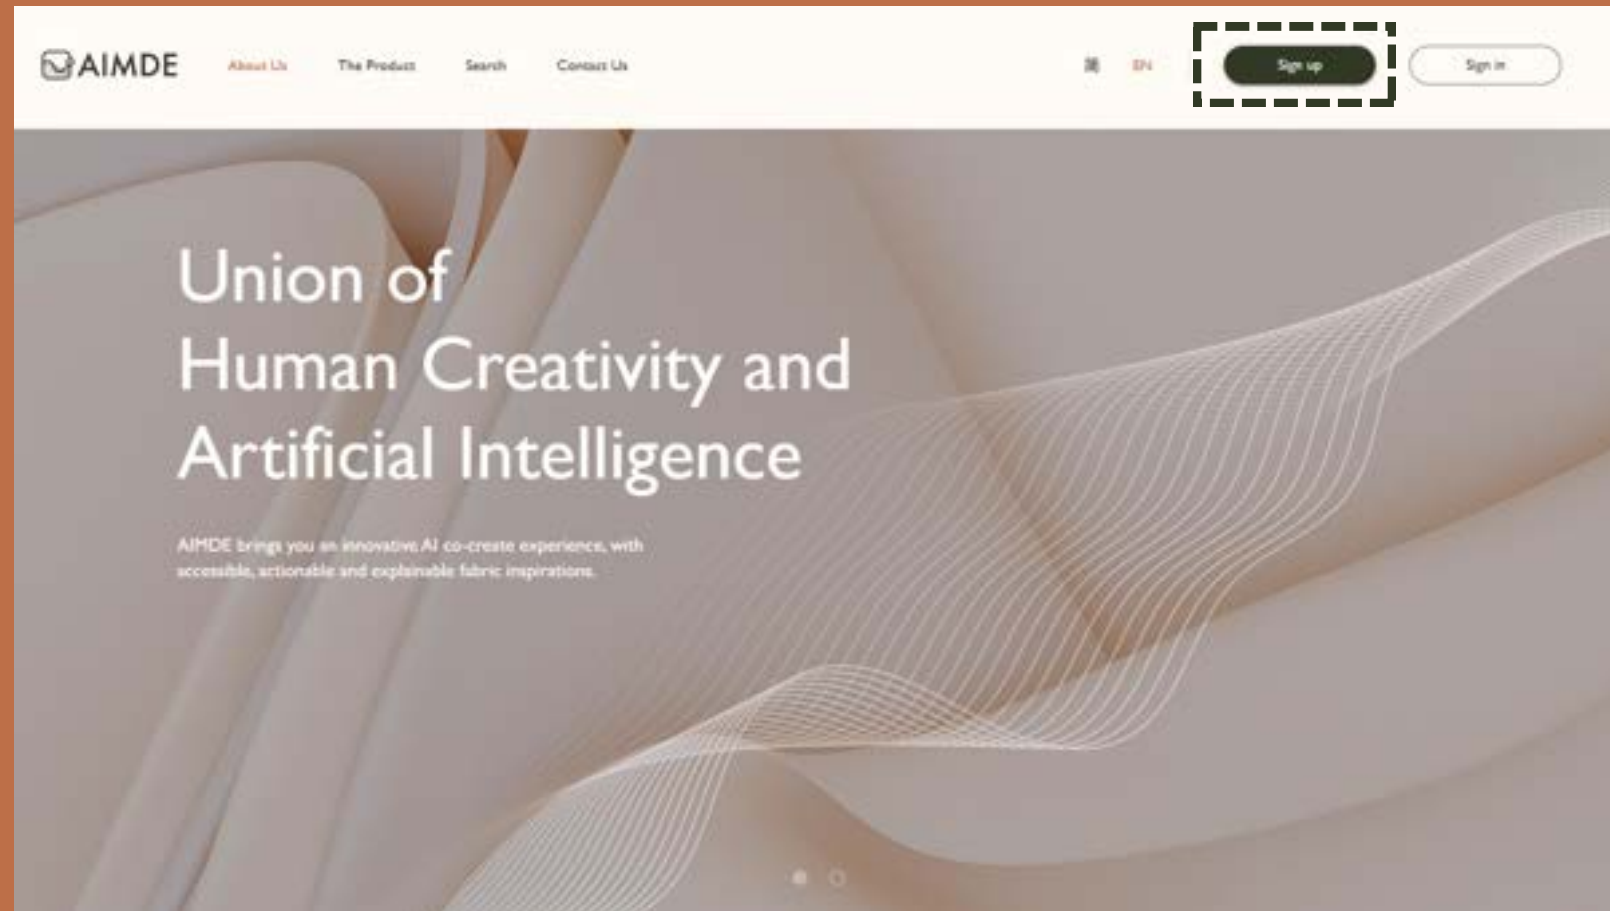 AIMDE
About Us
The Product
Search
Contact Us
简
EN
Sign up
Sign in
Union of
Human Creativity and
Artificial Intelligence
AIMDE brings you an innovative AI co-create experience, with
accessible, actionable and explainable fabric inspirations.